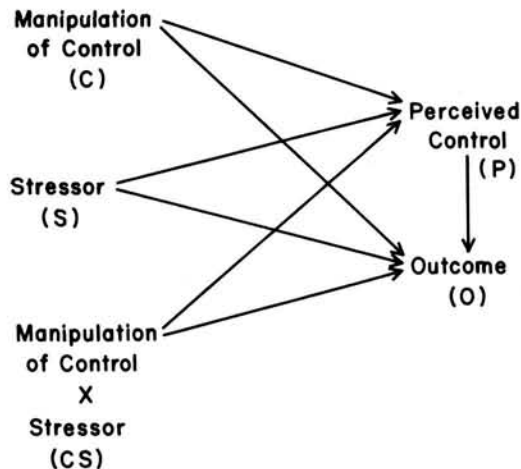 Manipulation
of Control
(C)
Perceived
Control
(P)
Stressor
(S)
Outcome
(O)
Manipulation
of Control
X
Stressor
(CS)